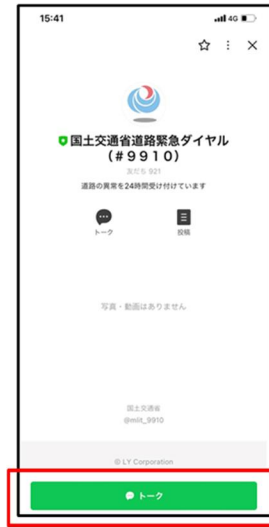 15:41
4G
国土交通省道路緊急ダイヤル
(#9910)
友だち 921
道路の異常を24時間受け付けています
トーク
投稿
写真・動画はありません
国土交通省
@mlit_9910
© LY Corporation
トーク